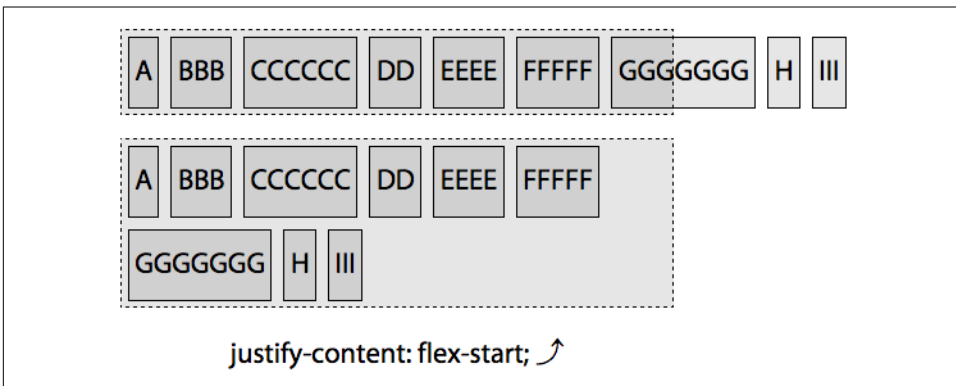 A BBB CCCCCC DD EEEE FFFFF GGGGGGG H III
A BBB CCCCCC DD EEEE FFFFF
GGGGGGG H III
justify-content: flex-start;